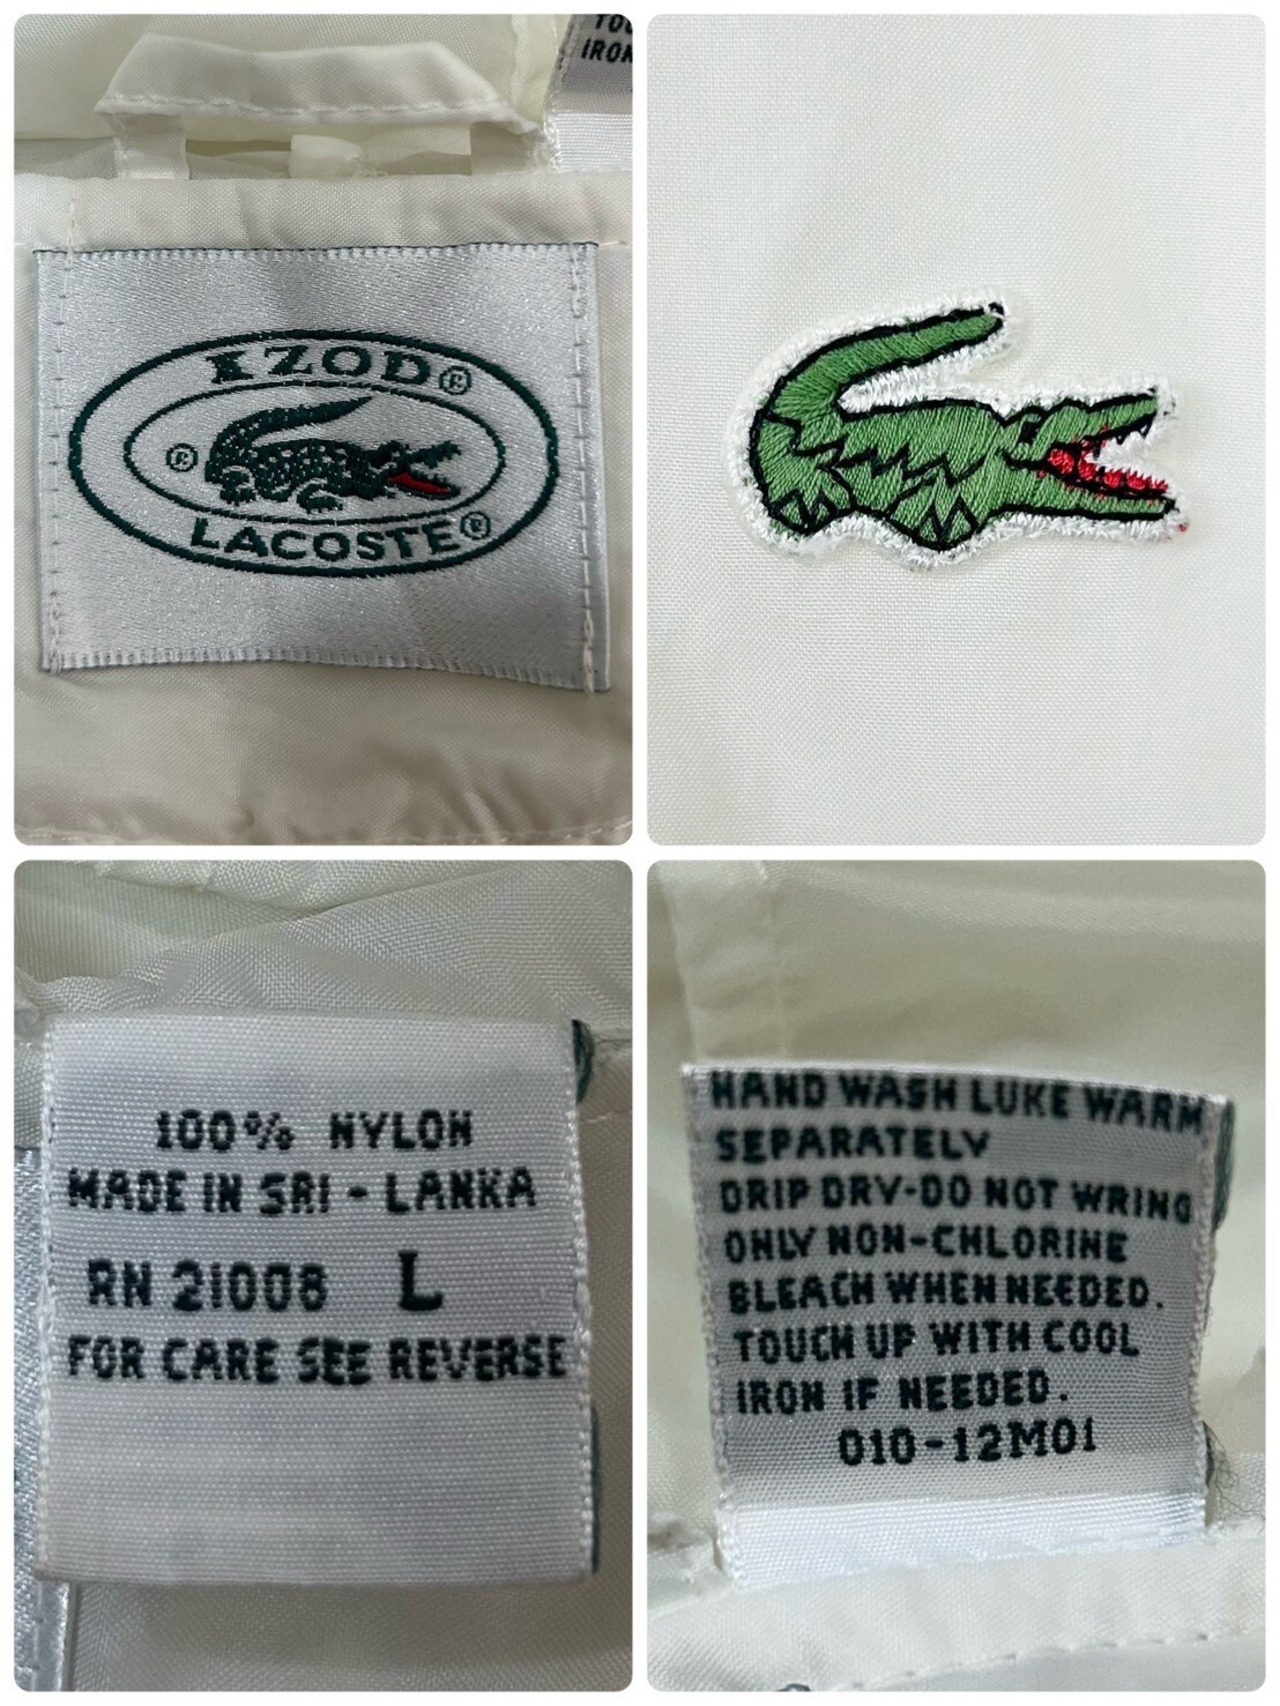 TOU
IRON
IZOD®
®
LACOSTE®
100% NYLON
MADE IN SRI - LANKA
RN 21008 L
FOR CARE SEE REVERSE
HAND WASH LUKE WARM
SEPARATELY
DRIP DRY-DO NOT WRING
ONLY NON-CHLORINE
BLEACH WHEN NEEDED.
TOUCH UP WITH COOL
IRON IF NEEDED.
010-12M01